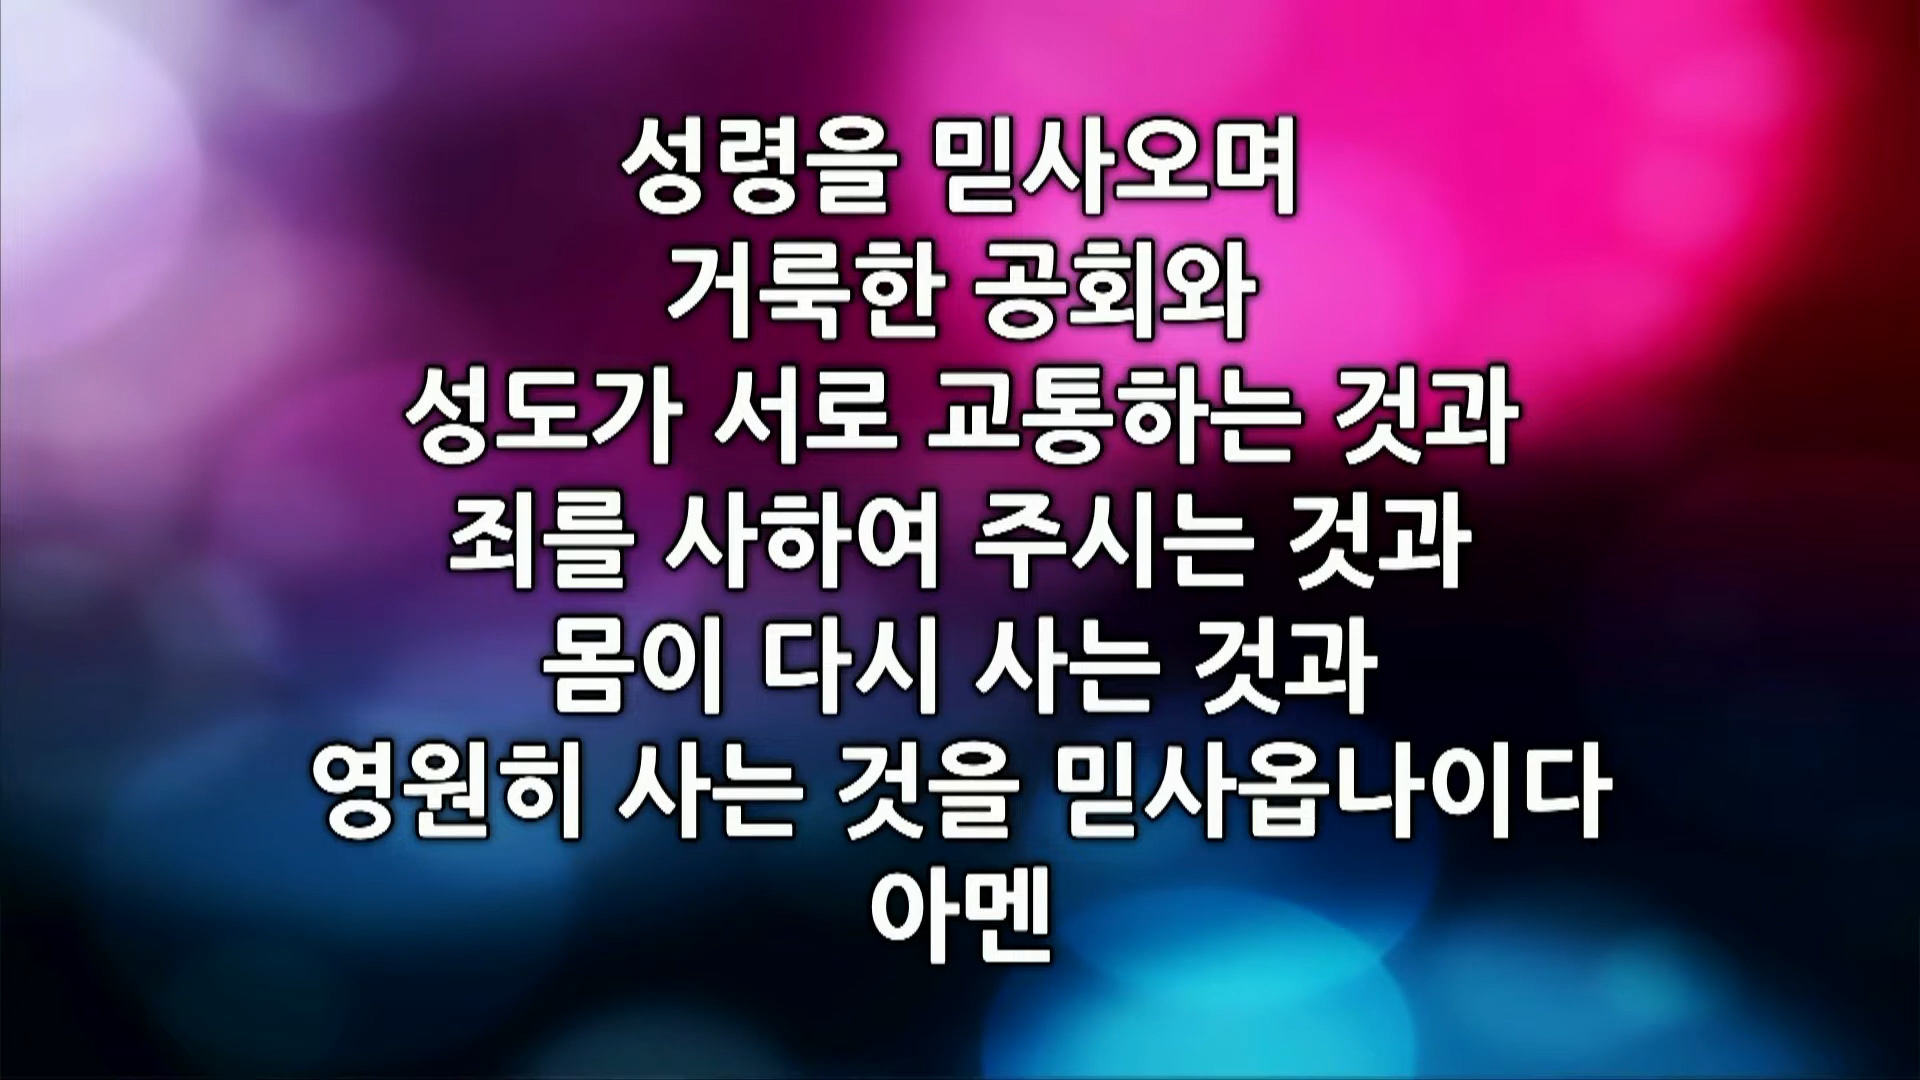 성령을 믿사오며
거룩한 공회와
성도가 서로 교통하는 것과
죄를 사하여 주시는 것과
몸이 다시 사는 것과
영원히 사는 것을 믿사옵나이다
아멘